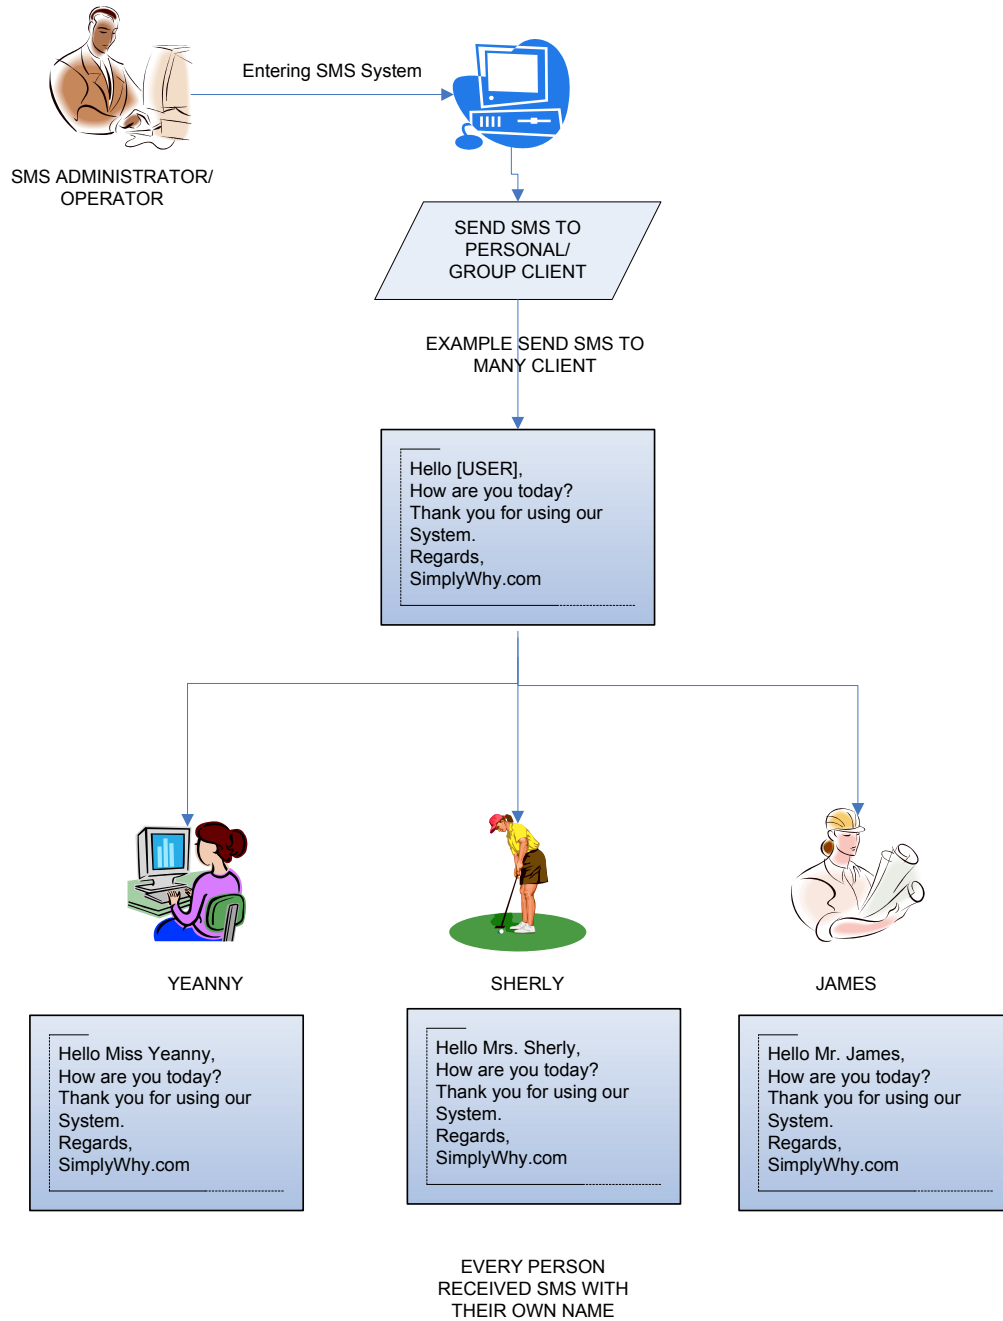 Entering SMS System
SMS ADMINISTRATOR/
OPERATOR
SEND SMS TO
PERSONAL/
GROUP CLIENT
EXAMPLE SEND SMS TO
MANY CLIENT
Hello [USER],
How are you today?
Thank you for using our
System.
Regards,
SimplyWhy.com
YEANNY
SHERLY
JAMES
Hello Miss Yeanny,
How are you today?
Thank you for using our
System.
Regards,
SimplyWhy.com
Hello Mrs. Sherly,
How are you today?
Thank you for using our
System.
Regards,
SimplyWhy.com
Hello Mr. James,
How are you today?
Thank you for using our
System.
Regards,
SimplyWhy.com
EVERY PERSON
RECEIVED SMS WITH
THEIR OWN NAME